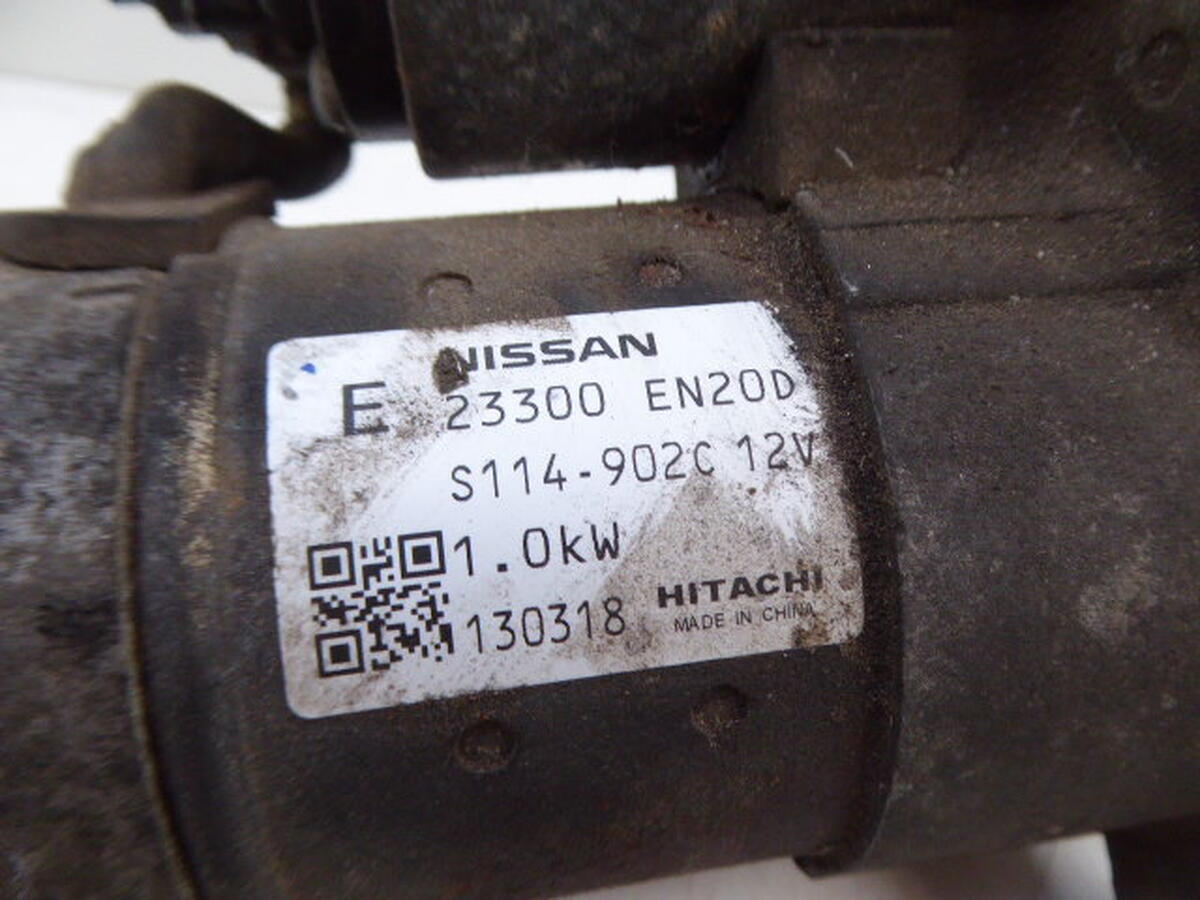 NISSAN
E 23300 EN20D
S114-902C 12V
1.0kW
130318
HITACHI
MADE IN CHINA